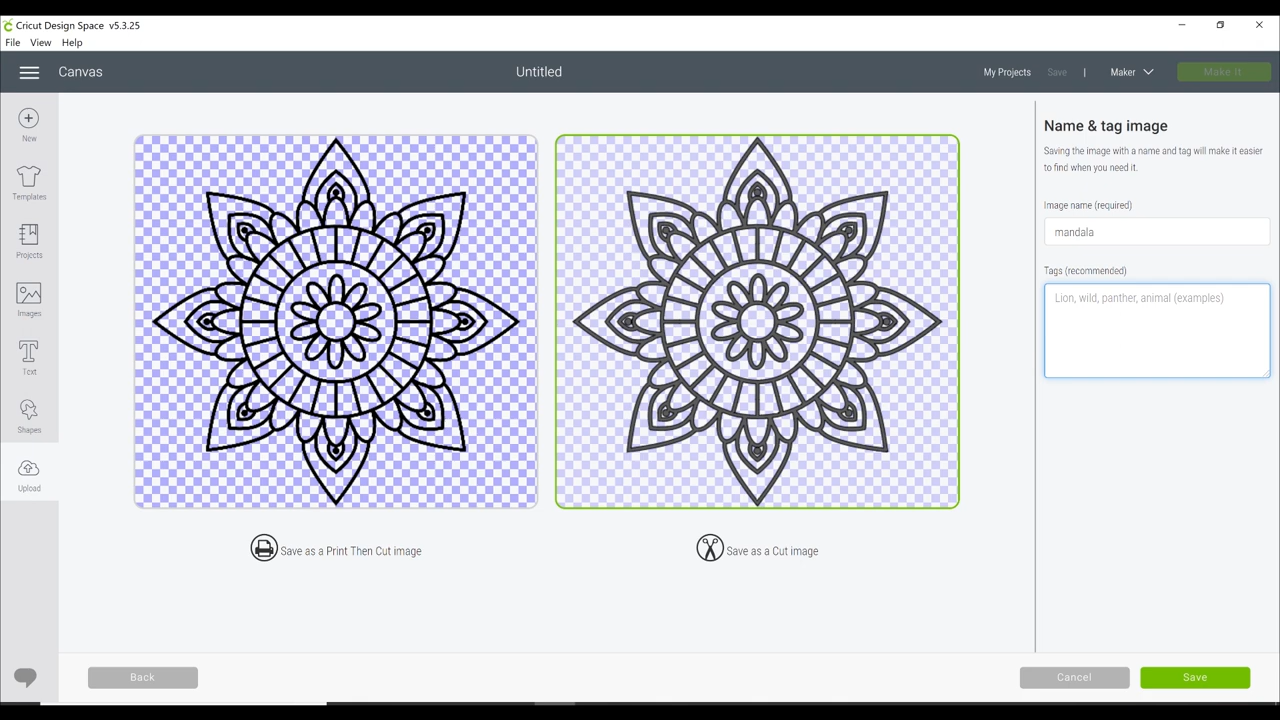 Cricut Design Space v5.3.25
File View Help
Canvas
Untitled
My Projects Save | Maker Make It
New
Templates
Projects
Images
Text
Shapes
Upload
Name & tag image
Saving the image with a name and tag will make it easier
to find when you need it.
Image name (required)
mandala
Tags (recommended)
Lion, wild, panther, animal (examples)
Save as a Print Then Cut image
Save as a Cut image
Back
Cancel
Save